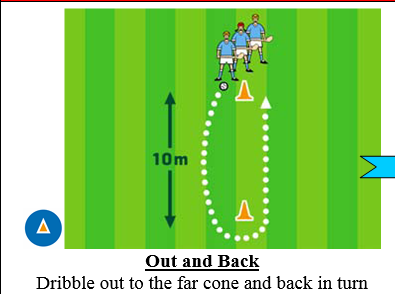 10m
Out and Back
Dribble out to the far cone and back in turn